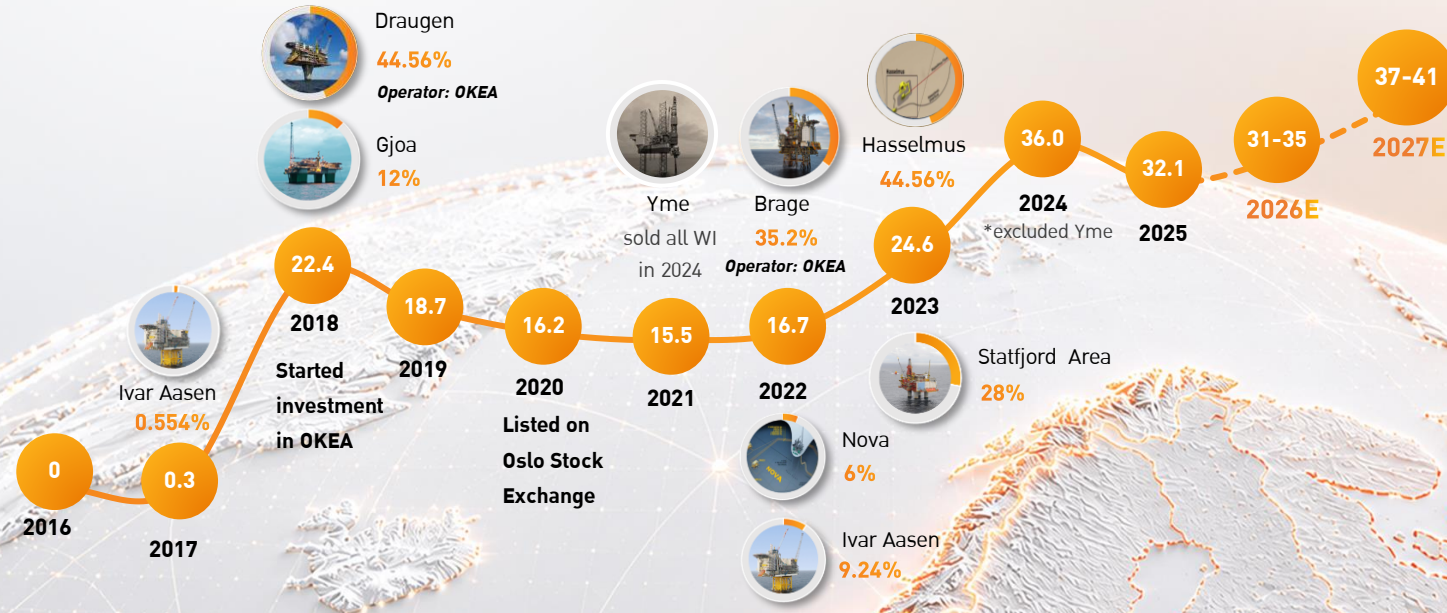 Draugen
44.56%
Operator: OKEA
Gjoa
12%
Ivar Aasen
0.554%
0
2016
0.3
2017
22.4
2018
Started
investment
in OKEA
18.7
2019
16.2
2020
Listed on
Oslo Stock
Exchange
15.5
2021
Yme
sold all WI
in 2024
Brage
35.2%
Operator: OKEA
16.7
2022
Nova
6%
Ivar Aasen
9.24%
Hasselmus
44.56%
24.6
2023
Statfjord Area
28%
36.0
2024
*excluded Yme
32.1
2025
31-35
2026E
37-41
2027E
NOVA